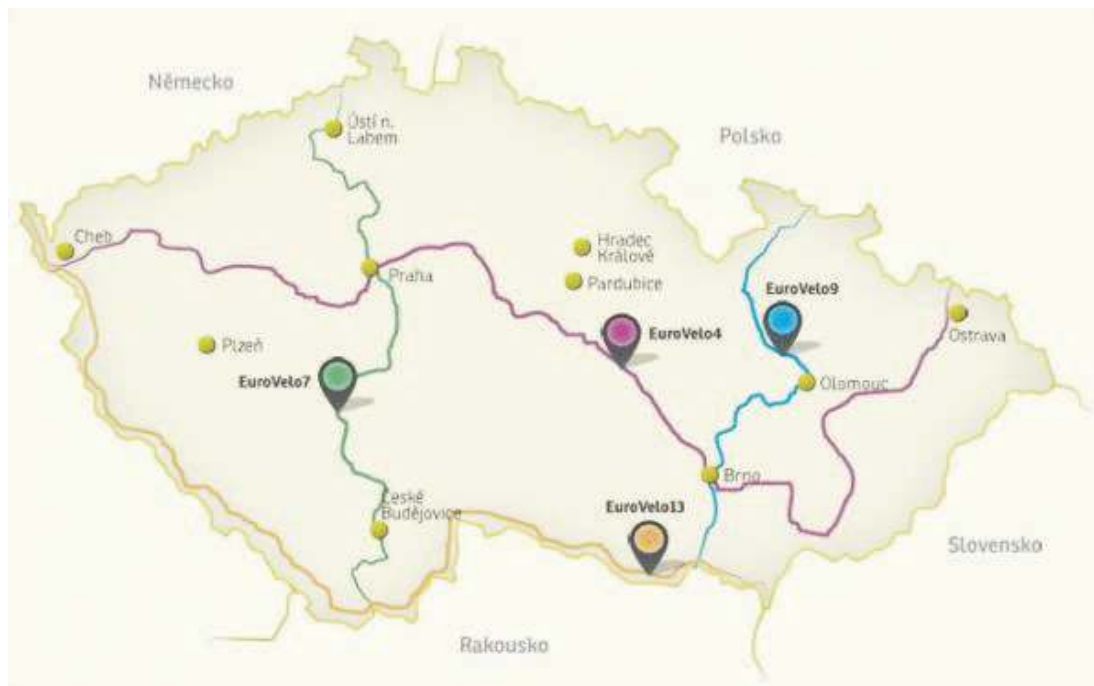 Německo
Ústí n.
Labem
Polsko
Cheb
Hradec
Králové
Praha
Pardubice
EuroVelo9
EuroVelo4
Ostrava
Plzeň
EuroVelo7
Olomouc
Brno
České
Budějovice
EuroVelo13
Slovensko
Rakousko